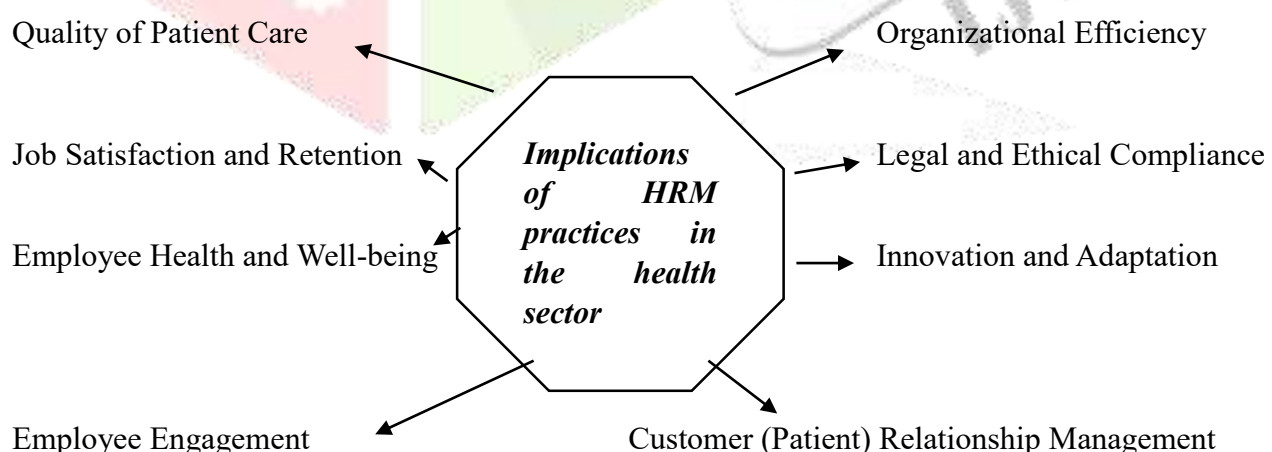 Quality of Patient Care
Organizational Efficiency
Job Satisfaction and Retention
Legal and Ethical Compliance
Implications
of HRM
practices in
the health
sector
Employee Health and Well-being
Innovation and Adaptation
Employee Engagement
Customer (Patient) Relationship Management